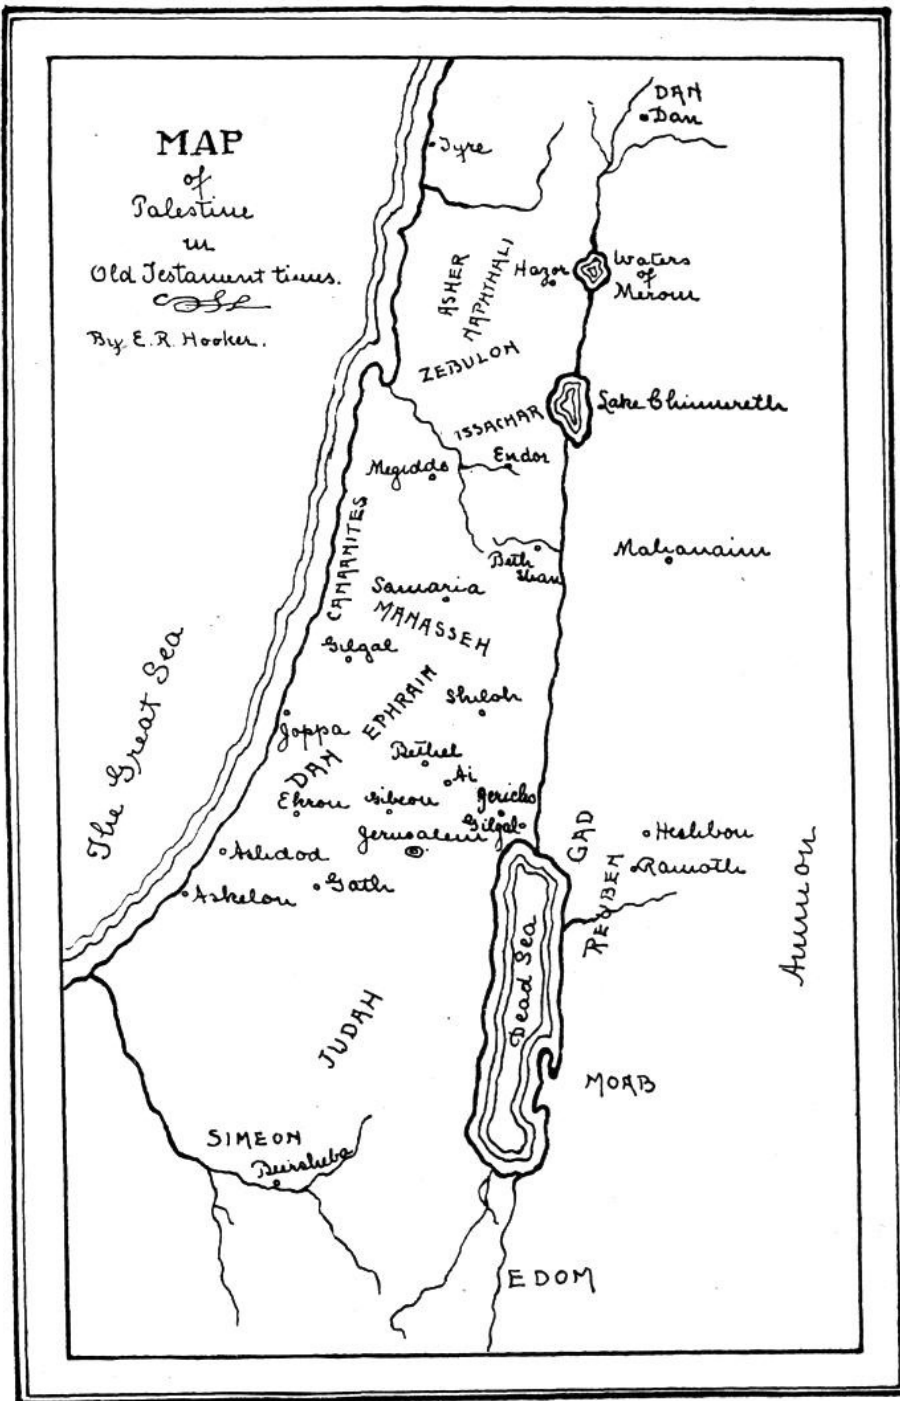 MAP
of
Palestine
in
Old Testament times.
By E. R. Hooker.
DAN
Dan
Tyre
ASHER
NAPHTHALI
Hazor
Waters
of
Merom
ZEBULON
Lake Chinnereth
ISSACHAR
Endor
Megiddo
CANAANITES
Beth
Shan
Mahanaim
Samaria
MANASSEH
Gilgal
The Great Sea
Shiloh
EPHRAIM
Joppa
DAN
Bethel
Ai
Ekron
Gibeon
Jericho
Gilgal
Jerusalem
GAD
Heshbon
Ramoth
REUBEN
Ammon
Ashdod
Askelon
Gath
Dead Sea
JUDAH
MOAB
SIMEON
Beirsheba
EDOM